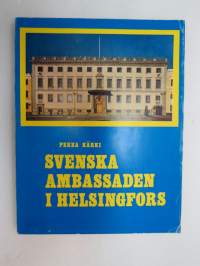 PEKKA KÄRKI
SVENSKA
AMBASSADEN
I HELSINGFORS